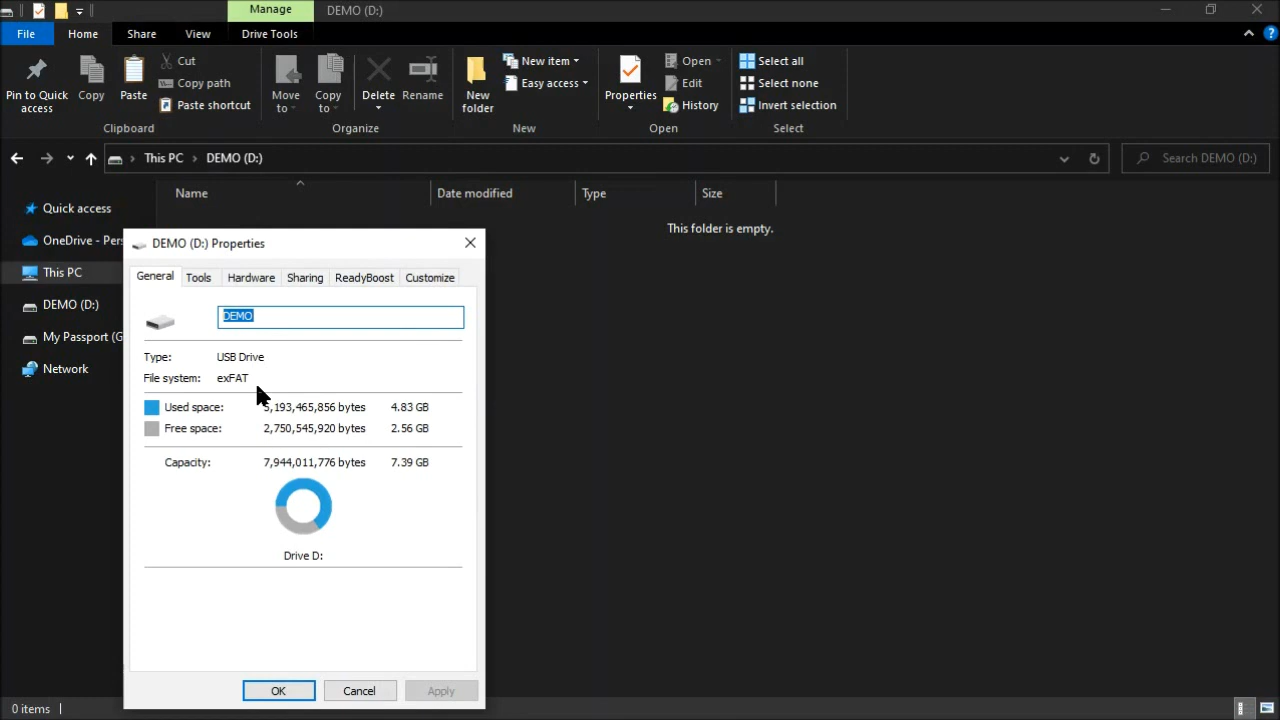 Manage
DEMO (D:)
File
Home
Share
View
Drive Tools
Pin to Quick access
Copy
Paste
Cut
Copy path
Paste shortcut
Clipboard
Move to
Copy to
Delete
Rename
Organize
New folder
New item
Easy access
New
Properties
Open
Edit
History
Open
Select all
Select none
Invert selection
Select
This PC > DEMO (D:)
Search DEMO (D:)
Name
Date modified
Type
Size
This folder is empty.
Quick access
OneDrive - Pers
This PC
DEMO (D:)
My Passport (G
Network
DEMO (D:) Properties
General
Tools
Hardware
Sharing
ReadyBoost
Customize
DEMO
Type: USB Drive
File system: exFAT
Used space: 5,193,465,856 bytes 4.83 GB
Free space: 2,750,545,920 bytes 2.56 GB
Capacity: 7,944,011,776 bytes 7.39 GB
Drive D:
OK
Cancel
Apply
0 items